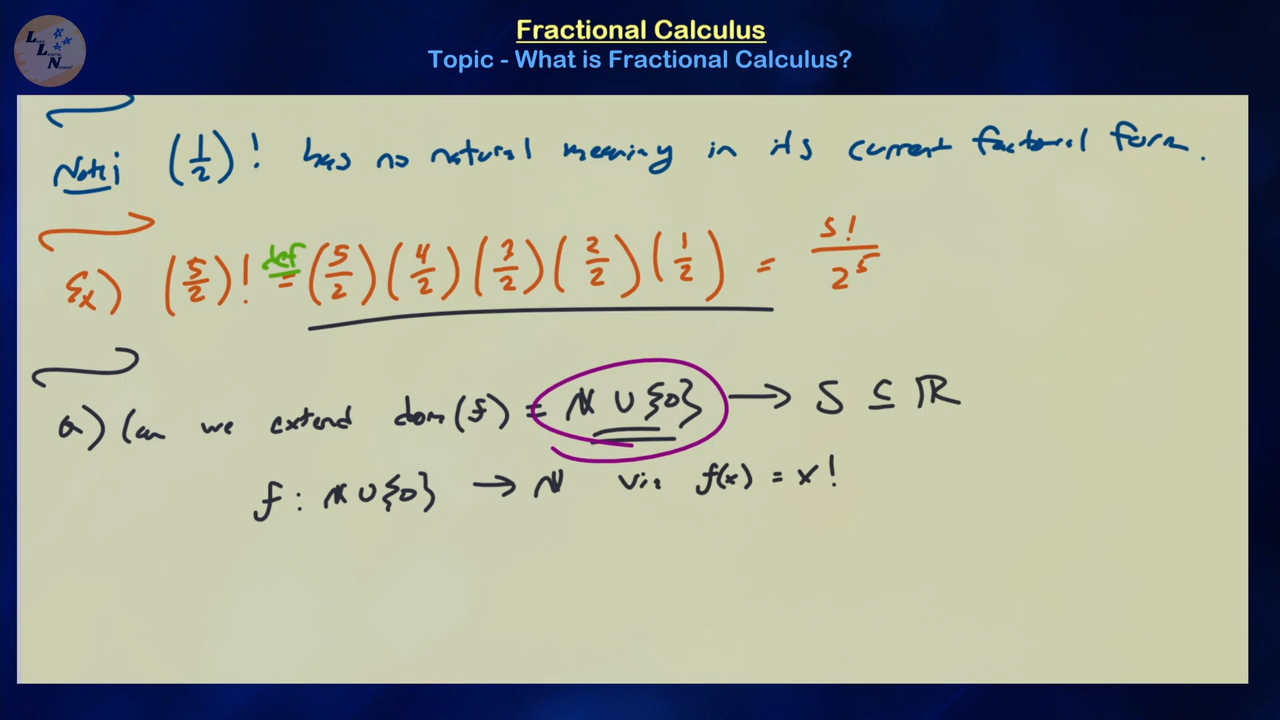 Fractional Calculus
Topic - What is Fractional Calculus?
Note: (1/2)! has no natural meaning in its current factorial form.
Ex) (5/2)! =def (5/2)(4/2)(3/2)(2/2)(1/2) = 5!/2^5
Q) Can we extend dom(f) = ℕ ∪ {0} → S ⊆ ℝ
f : ℕ ∪ {0} → ℕ via f(x) = x!